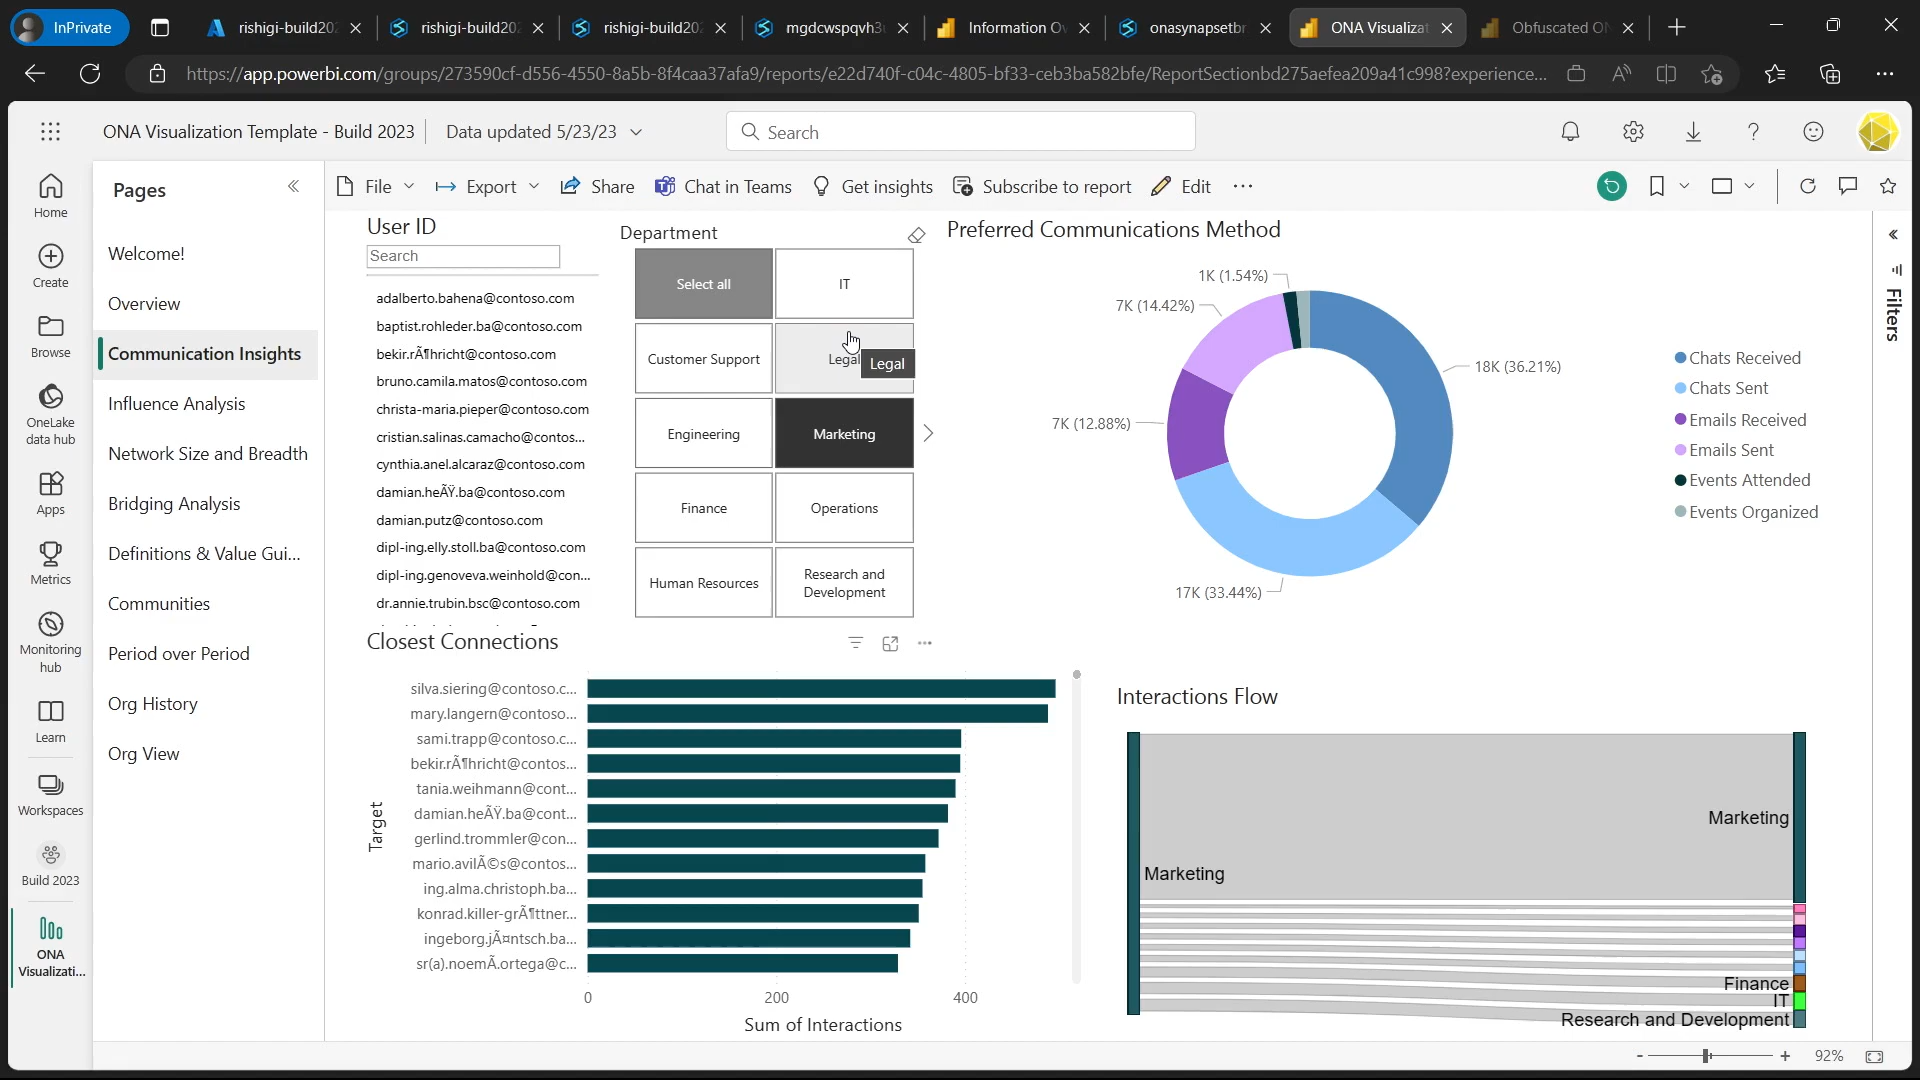 InPrivate
rishigi-build202
rishigi-build202
rishigi-build202
mgdcwspqvh3
Information Ov
onasynapsetbr
ONA Visualizat
Obfuscated ON
https://app.powerbi.com/groups/273590cf-d556-4550-8a5b-8f4caa37afa9/reports/e22d740f-c04c-4805-bf33-ceb3ba582bfe/ReportSectionbd275aefea209a41c998?experience...
ONA Visualization Template - Build 2023
Data updated 5/23/23
Search
Home
Create
Browse
OneLake
data hub
Apps
Metrics
Monitoring
hub
Learn
Workspaces
Build 2023
ONA
Visualizati...
Pages
Welcome!
Overview
Communication Insights
Influence Analysis
Network Size and Breadth
Bridging Analysis
Definitions & Value Gui...
Communities
Period over Period
Org History
Org View
File
Export
Share
Chat in Teams
Get insights
Subscribe to report
Edit
User ID
Search
adalberto.bahena@contoso.com
baptist.rohleder.ba@contoso.com
bekir.rÃ¶hricht@contoso.com
bruno.camila.matos@contoso.com
christa-maria.pieper@contoso.com
cristian.salinas.camacho@contos...
cynthia.anel.alcaraz@contoso.com
damian.heÃŸ.ba@contoso.com
damian.putz@contoso.com
dipl-ing.elly.stoll.ba@contoso.com
dipl-ing.genoveva.weinhold@con...
dr.annie.trubin.bsc@contoso.com
Department
Select all
IT
Customer Support
Legal
Legal
Engineering
Marketing
Finance
Operations
Human Resources
Research and
Development
Preferred Communications Method
1K (1.54%)
7K (14.42%)
18K (36.21%)
7K (12.88%)
17K (33.44%)
Chats Received
Chats Sent
Emails Received
Emails Sent
Events Attended
Events Organized
Filters
Closest Connections
Target
silva.siering@contoso.c...
mary.langern@contoso...
sami.trapp@contoso.c...
bekir.rÃ¶hricht@contos...
tania.weihmann@cont...
damian.heÃŸ.ba@cont...
gerlind.trommler@con...
mario.avilÃ©s@contos...
ing.alma.christoph.ba...
konrad.killer-grÃ¶ttner...
ingeborg.jÃ¤ntsch.ba...
sr(a).noemÃ.ortega@c...
0
200
400
Sum of Interactions
Interactions Flow
Marketing
Marketing
Finance
IT
Research and Development
92%